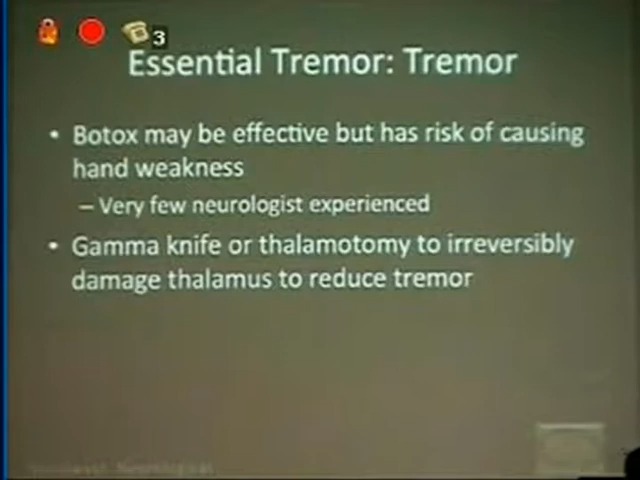 3
Essential Tremor: Tremor
• Botox may be effective but has risk of causing
hand weakness
– Very few neurologist experienced
• Gamma knife or thalamotomy to irreversibly
damage thalamus to reduce tremor